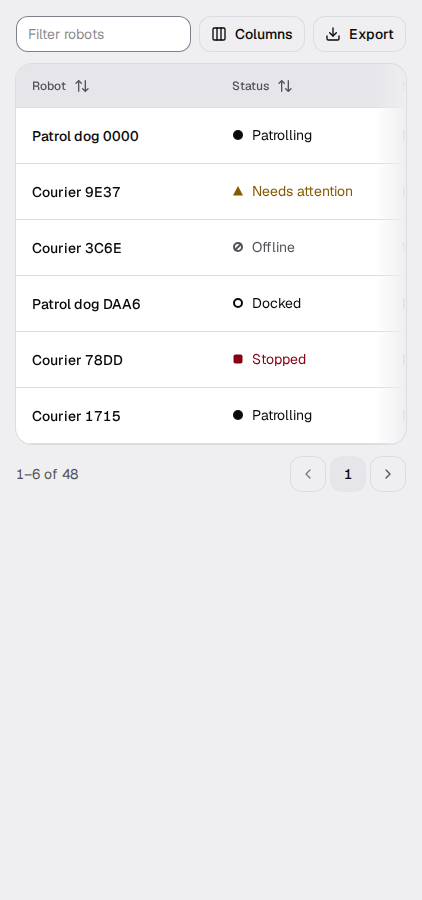 Filter robots Columns Export
Robot Status
Patrol dog 0000 Patrolling
Courier 9E37 Needs attention
Courier 3C6E Offline
Patrol dog DAA6 Docked
Courier 78DD Stopped
Courier 1715 Patrolling
1–6 of 48 1